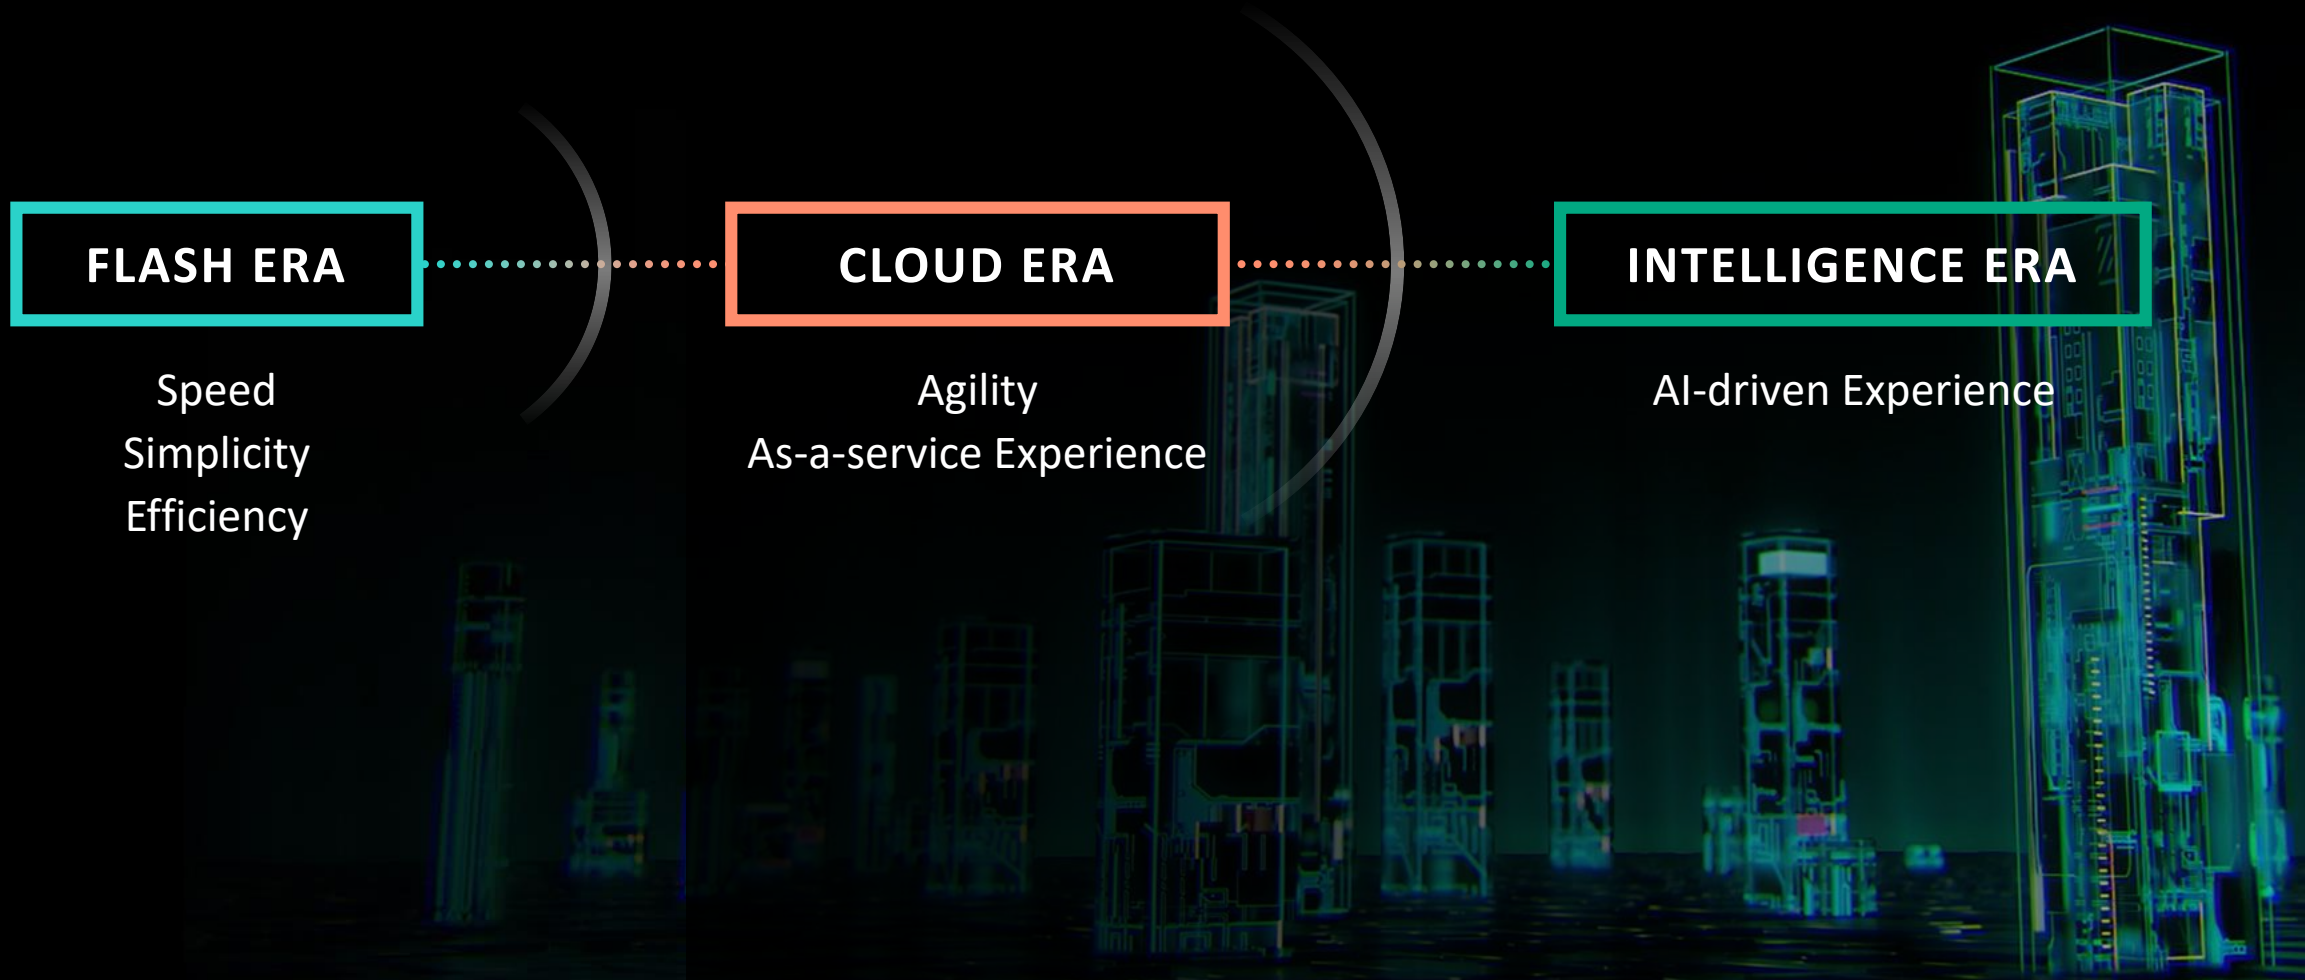 FLASH ERA
Speed
Simplicity
Efficiency
CLOUD ERA
Agility
As-a-service Experience
INTELLIGENCE ERA
AI-driven Experience